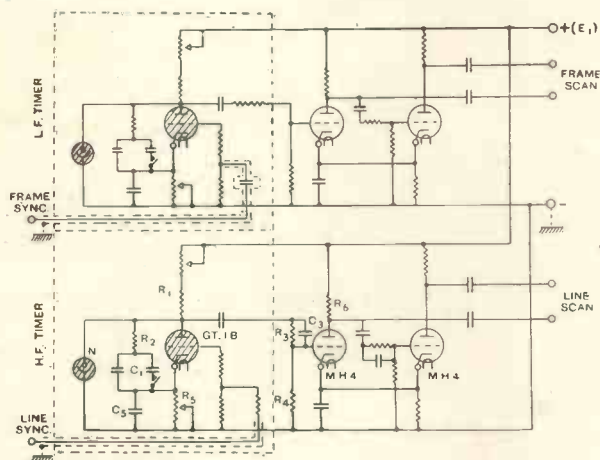 +(E₁)
FRAME
SCAN
L.F. TIMER
FRAME
SYNC.
-
R₁
LINE
SCAN
H.F. TIMER
N
R₂
C₁
GT.1B
R₆
C₃
R₃
MH4
MH4
C₅
R₅
R₄
LINE
SYNC.